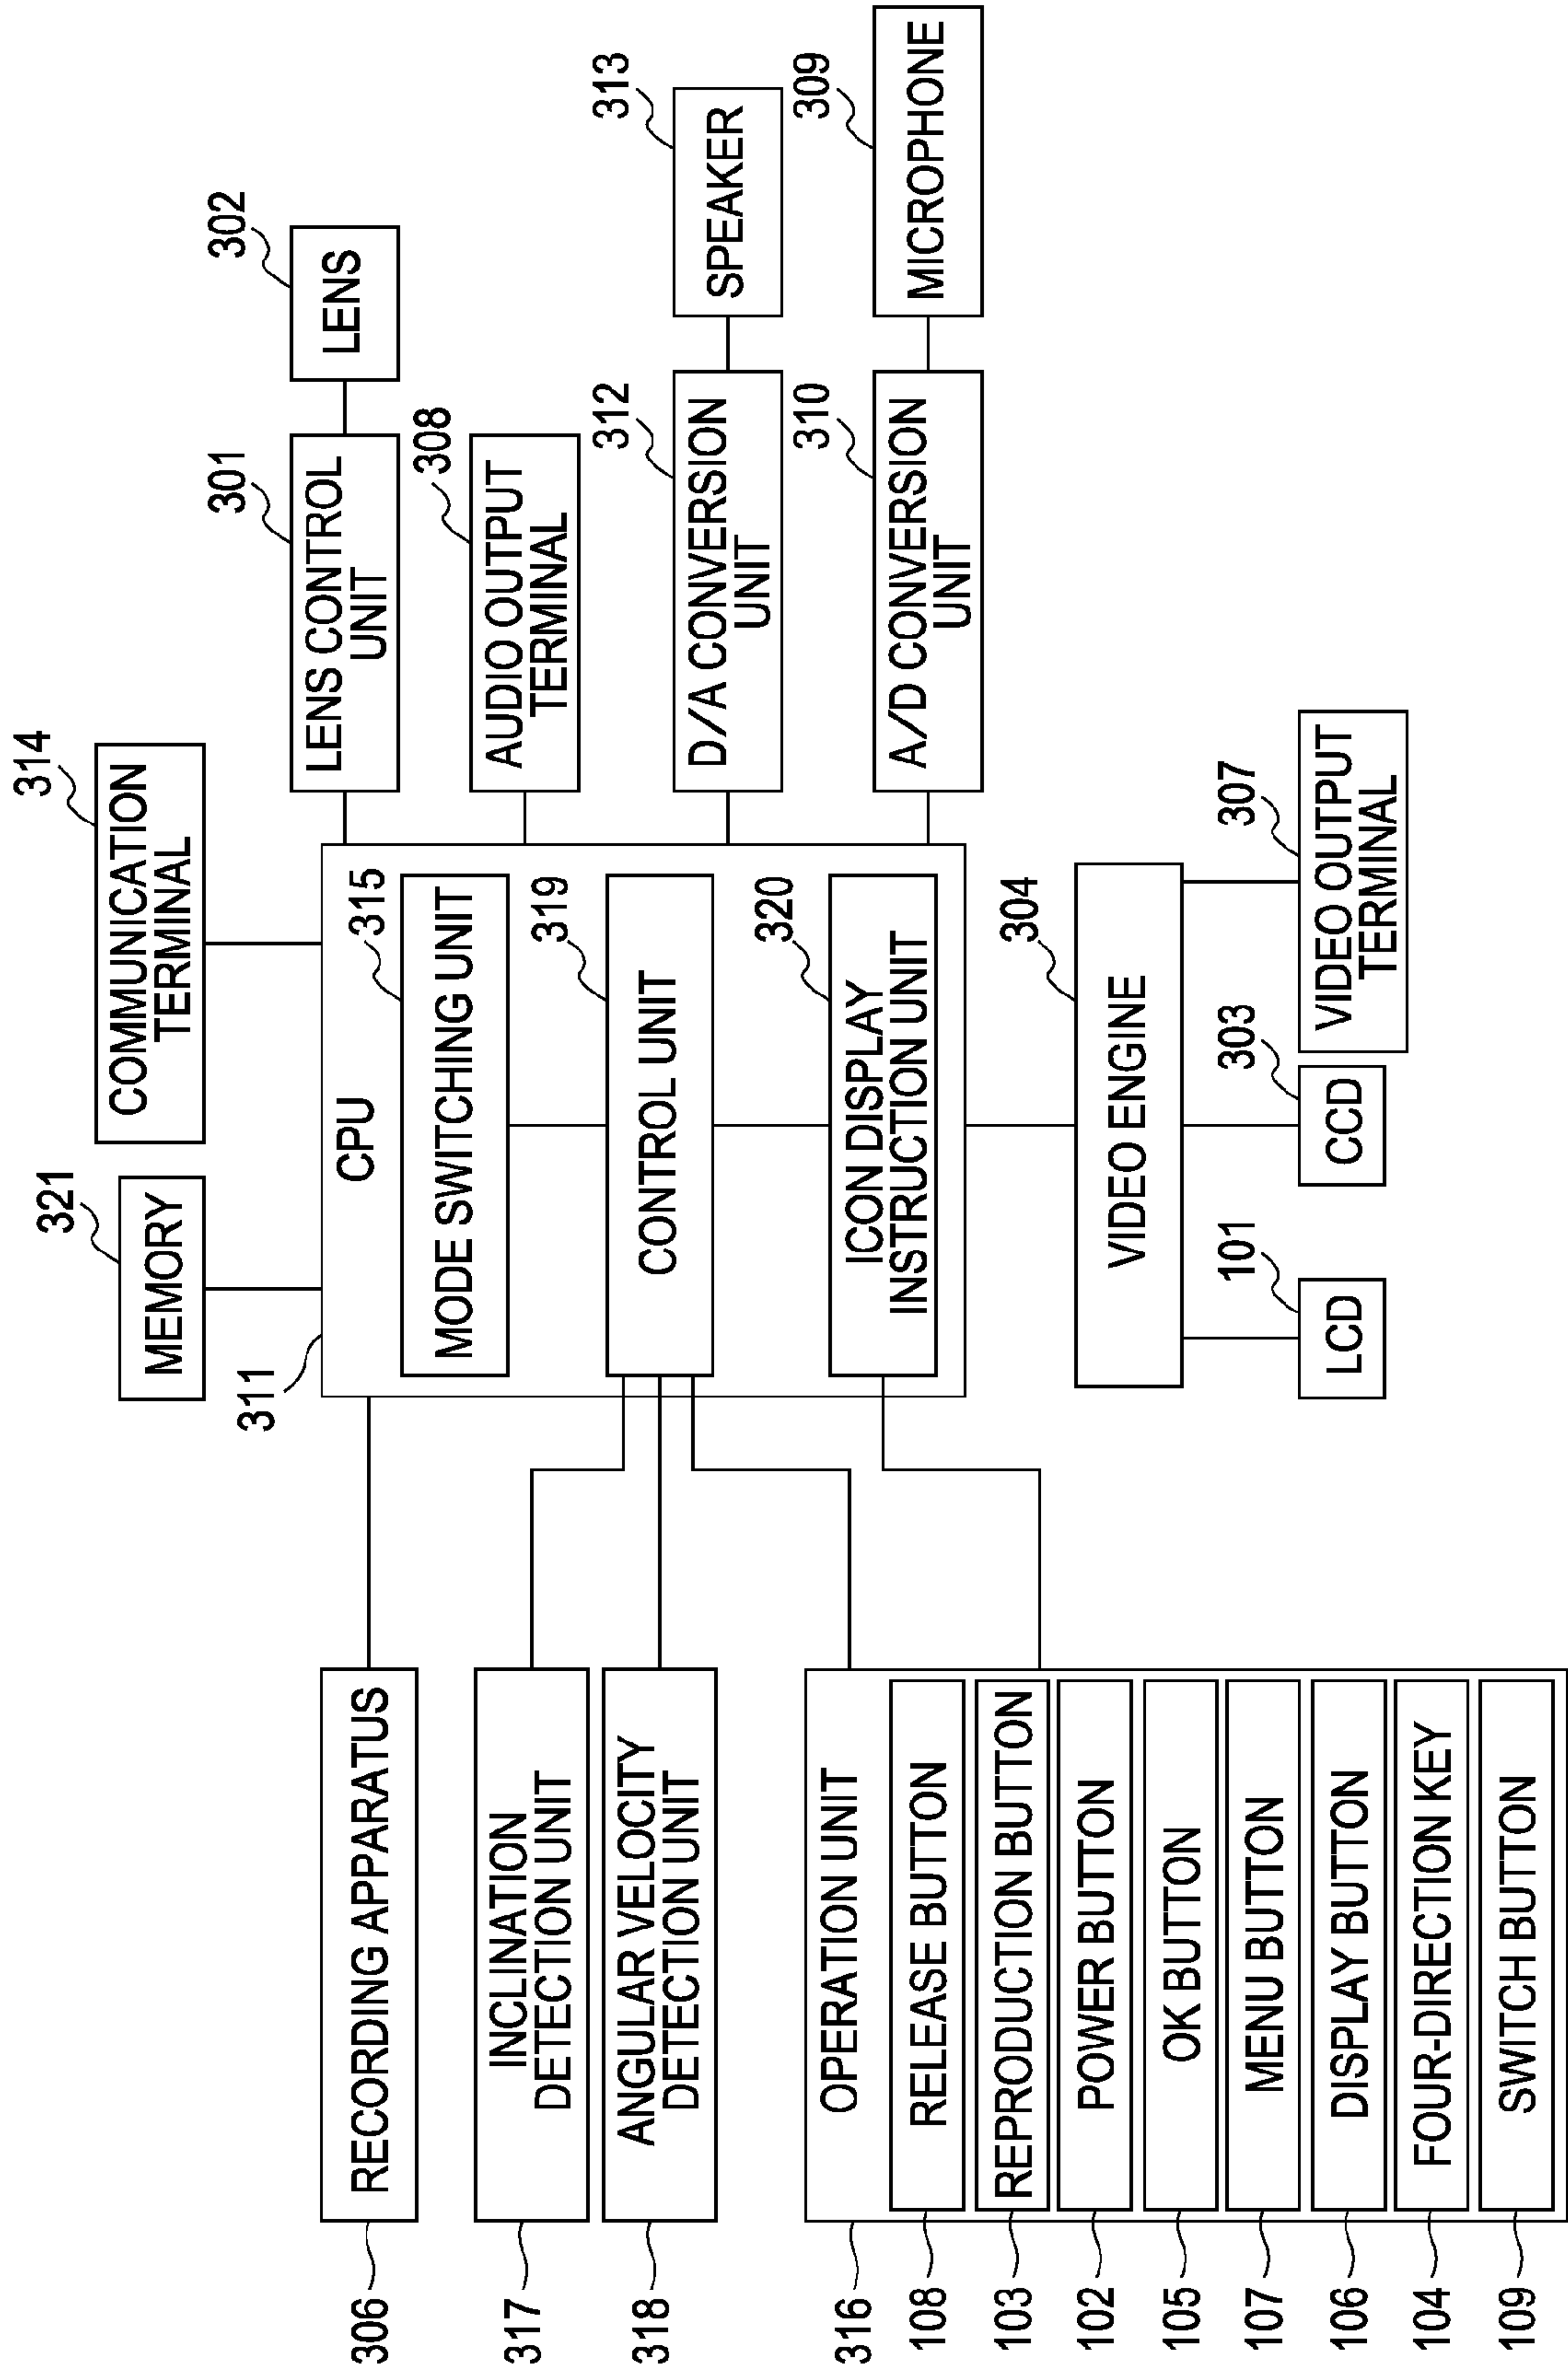 306
RECORDING APPARATUS
317
INCLINATION
DETECTION UNIT
318
ANGULAR VELOCITY
DETECTION UNIT
316
OPERATION UNIT
108
RELEASE BUTTON
103
REPRODUCTION BUTTON
102
POWER BUTTON
105
OK BUTTON
107
MENU BUTTON
106
DISPLAY BUTTON
104
FOUR-DIRECTION KEY
109
SWITCH BUTTON
321
MEMORY
314
COMMUNICATION
TERMINAL
311
CPU
315
MODE SWITCHING UNIT
319
CONTROL UNIT
320
ICON DISPLAY
INSTRUCTION UNIT
304
VIDEO ENGINE
101
LCD
303
CCD
307
VIDEO OUTPUT
TERMINAL
301
LENS CONTROL
UNIT
302
LENS
308
AUDIO OUTPUT
TERMINAL
312
D/A CONVERSION
UNIT
313
SPEAKER
310
A/D CONVERSION
UNIT
309
MICROPHONE